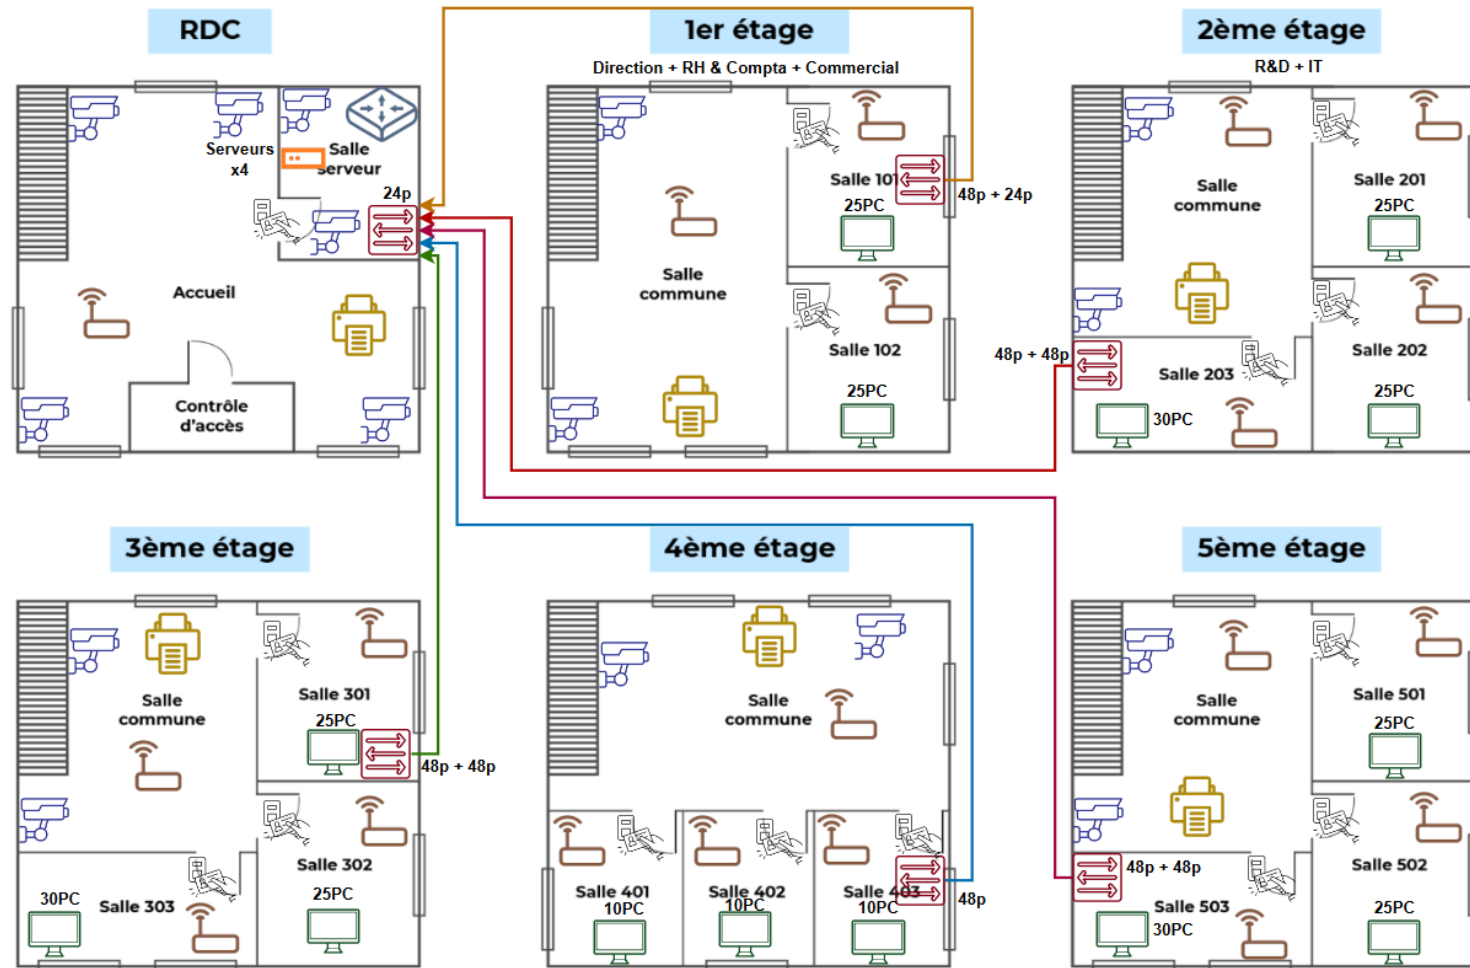 RDC
Serveurs
x4
Salle
serveur
24p
Accueil
Contrôle
d'accès
1er étage
Direction + RH & Compta + Commercial
Salle 101
25PC
48p + 24p
Salle
commune
Salle 102
25PC
2ème étage
R&D + IT
Salle
commune
Salle 201
25PC
48p + 48p
Salle 203
30PC
Salle 202
25PC
3ème étage
Salle
commune
Salle 301
25PC
48p + 48p
Salle 302
25PC
Salle 303
30PC
4ème étage
Salle
commune
Salle 401
10PC
Salle 402
10PC
Salle 403
10PC
48p
5ème étage
Salle
commune
Salle 501
25PC
48p + 48p
Salle 502
25PC
Salle 503
30PC